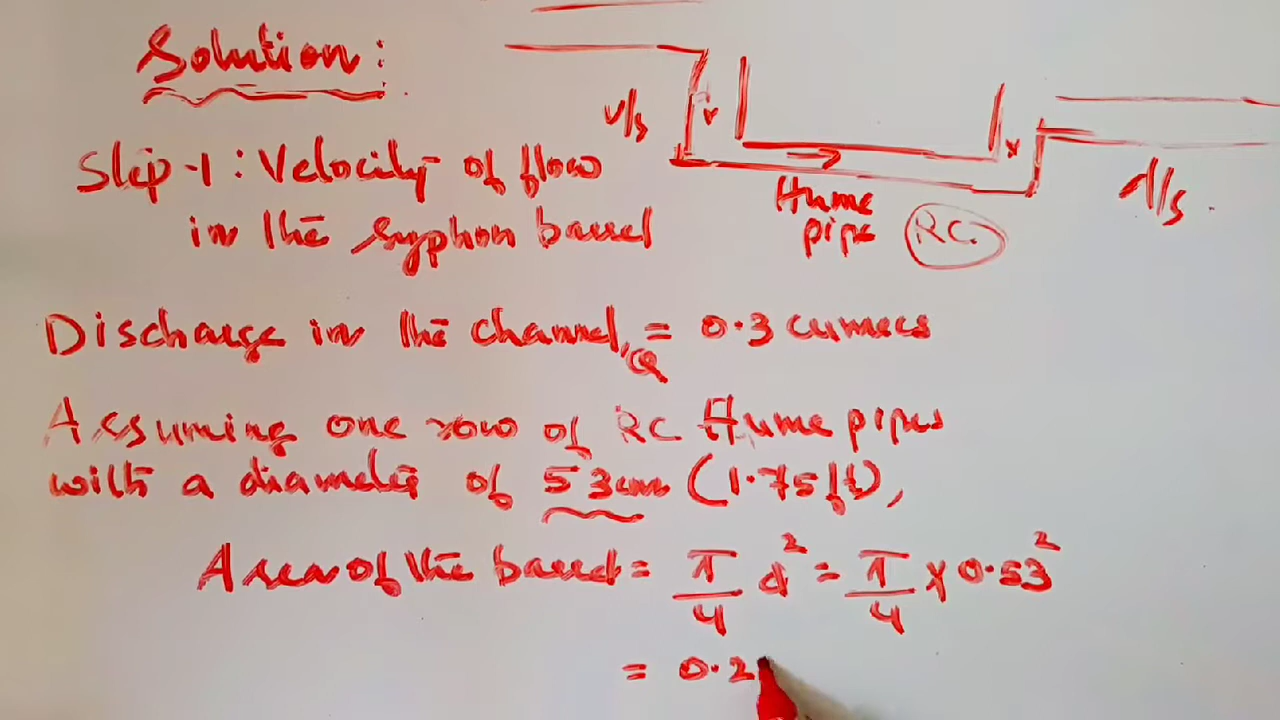 Solution:
u/s
Step-1: Velocity of flow
in the syphon barrel
Hume
pipe RC
d/s.
Discharge in the channel, Q = 0.3 cumecs
Assuming one row of RC Hume pipes
with a diameter of 53cm (1.75ft),
Area of the barrel = π/4 d² = π/4 × 0.53²
= 0.2